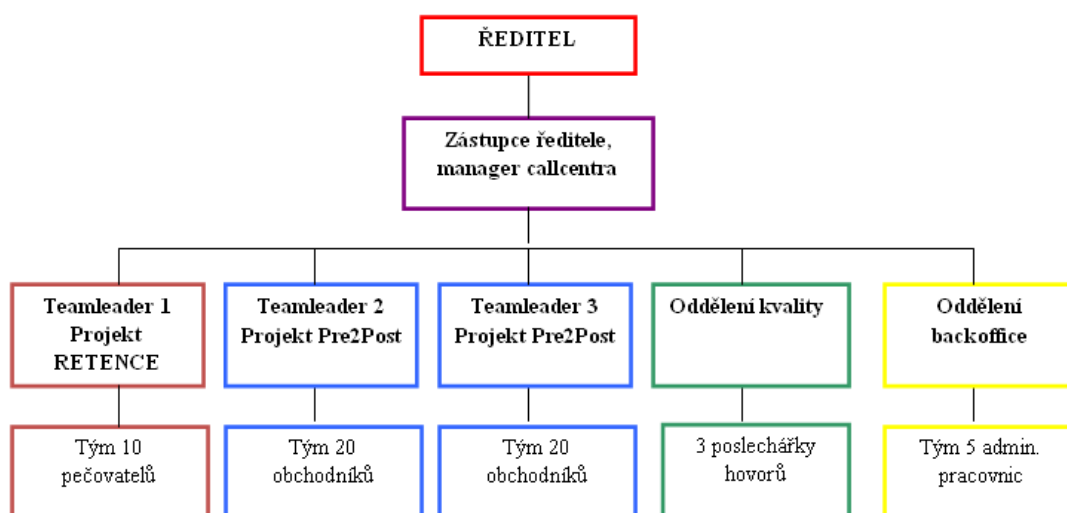 ŘEDITEL
Zástupce ředitele,
manager callcentra
Teamleader 1
Projekt
RETENCE
Teamleader 2
Projekt Pre2Post
Teamleader 3
Projekt Pre2Post
Oddělení kvality
Oddělení
backoffice
Tým 10
pečovatelů
Tým 20
obchodníků
Tým 20
obchodníků
3 poslechářky
hovorů
Tým 5 admin.
pracovnic